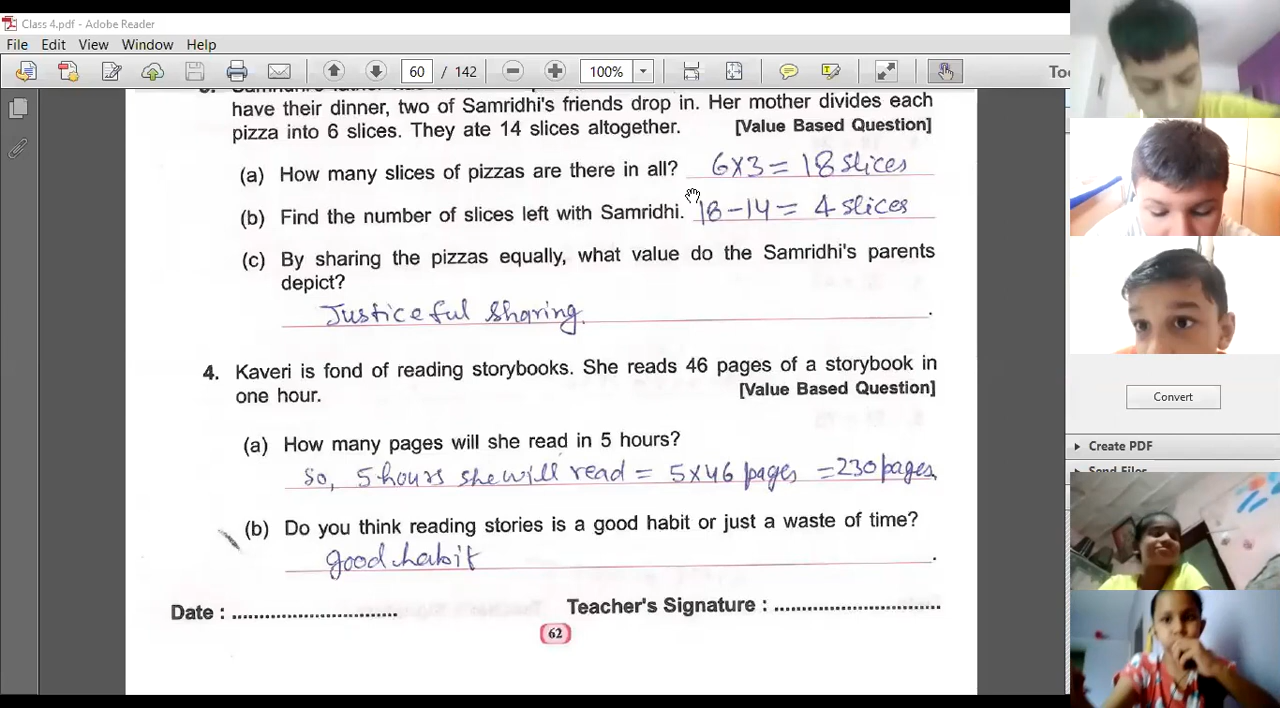 Class 4.pdf - Adobe Reader
File Edit View Window Help
60 / 142 100% To
have their dinner, two of Samridhi's friends drop in. Her mother divides each
pizza into 6 slices. They ate 14 slices altogether. [Value Based Question]
(a) How many slices of pizzas are there in all? 6x3 = 18 slices
(b) Find the number of slices left with Samridhi. 18-14 = 4 slices
(c) By sharing the pizzas equally, what value do the Samridhi's parents
depict?
Justiceful sharing.
4. Kaveri is fond of reading storybooks. She reads 46 pages of a storybook in
one hour. [Value Based Question]
(a) How many pages will she read in 5 hours?
So, 5 hours she will read = 5x46 pages = 230 pages
(b) Do you think reading stories is a good habit or just a waste of time?
good habit
Date : ................................. Teacher's Signature : .................................
62
Convert
Create PDF
Send Files